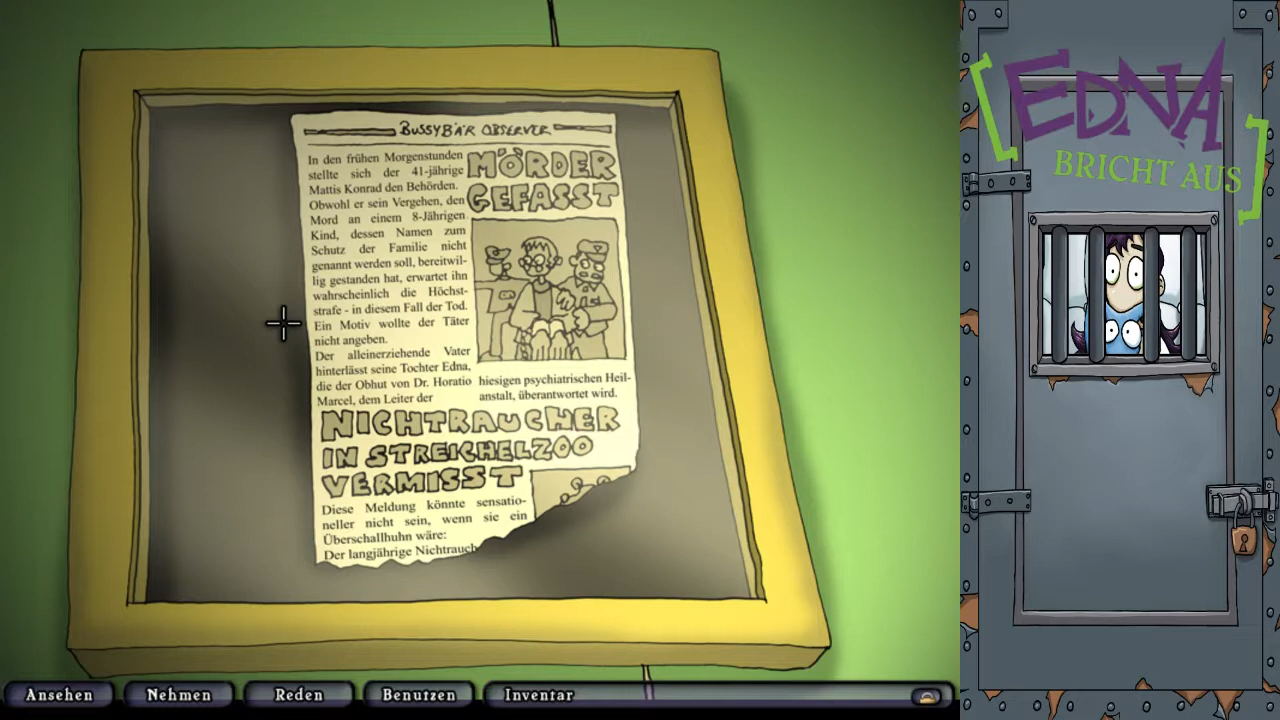 BUSSYBÄR OBSERVER
MÖRDER
GEFASST
In den frühen Morgenstunden
stellte sich der 41-jährige
Mattis Konrad den Behörden.
Obwohl er sein Vergehen, den
Mord an einem 8-Jährigen
Kind, dessen Namen zum
Schutz der Familie nicht
genannt werden soll, bereitwil-
lig gestanden hat, erwartet ihn
wahrscheinlich die Höchst-
strafe - in diesem Fall der Tod.
Ein Motiv wollte der Täter
nicht angeben.
Der alleinerziehende Vater
hinterlässt seine Tochter Edna,
die der Obhut von Dr. Horatio
Marcel, dem Leiter der
hiesigen psychiatrischen Heil-
anstalt, überantwortet wird.
NICHTRAUCHER
IN STREICHELZOO
VERMISST
Diese Meldung könnte sensatio-
neller nicht sein, wenn sie ein
Überschallhuhn wäre:
Der langjährige Nichtrauch
Ansehen
Nehmen
Reden
Benutzen
Inventar
[EDNA
BRICHT AUS]